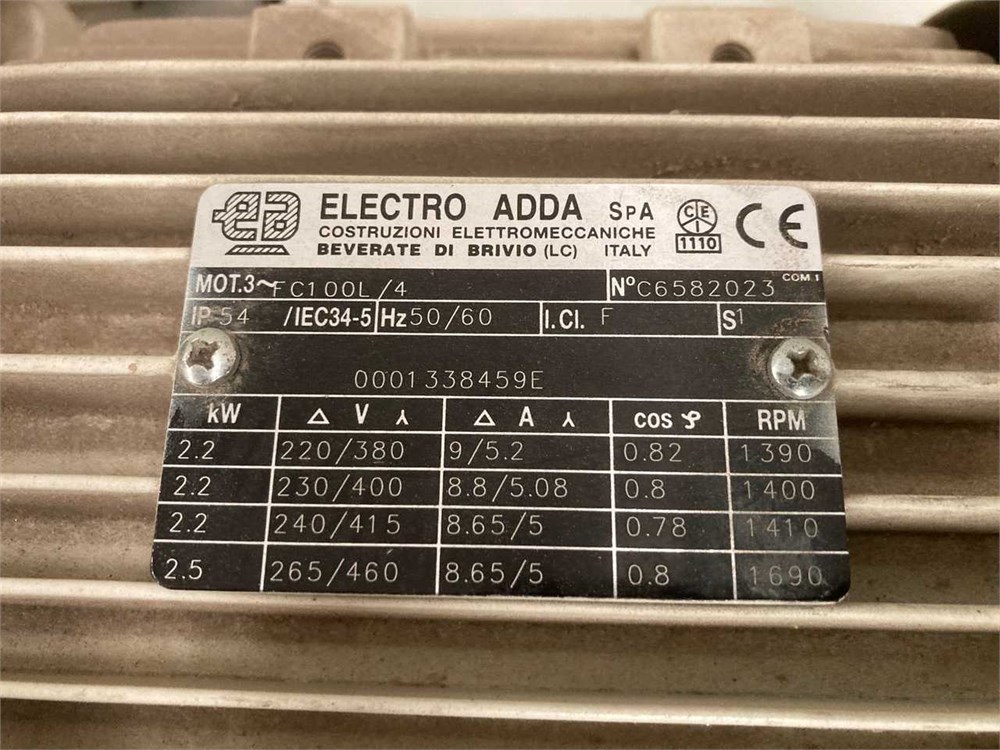 ea ELECTRO ADDA SpA
COSTRUZIONI ELETTROMECCANICHE
BEVERATE DI BRIVIO (LC) ITALY
CE I
1110
CE
MOT.3~ FC100L/4 N° C6582023 COM.1
IP 54 /IEC34-5 Hz 50/60 I.Cl. F S1
0001338459E
kW Δ V ⅄ Δ A ⅄ cos φ RPM
2.2 220/380 9/5.2 0.82 1390
2.2 230/400 8.8/5.08 0.8 1400
2.2 240/415 8.65/5 0.78 1410
2.5 265/460 8.65/5 0.8 1690